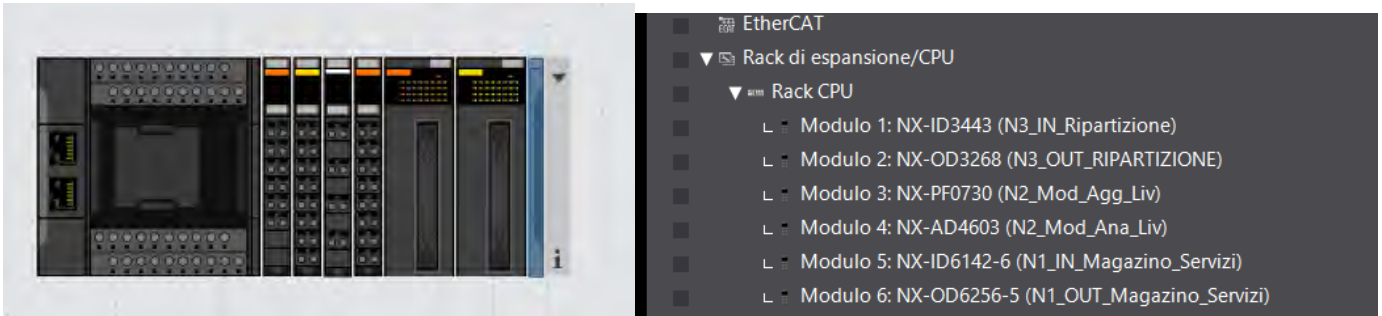 EtherCAT
Rack di espansione/CPU
Rack CPU
Modulo 1: NX-ID3443 (N3_IN_Ripartizione)
Modulo 2: NX-OD3268 (N3_OUT_RIPARTIZIONE)
Modulo 3: NX-PF0730 (N2_Mod_Agg_Liv)
Modulo 4: NX-AD4603 (N2_Mod_Ana_Liv)
Modulo 5: NX-ID6142-6 (N1_IN_Magazino_Servizi)
Modulo 6: NX-OD6256-5 (N1_OUT_Magazino_Servizi)